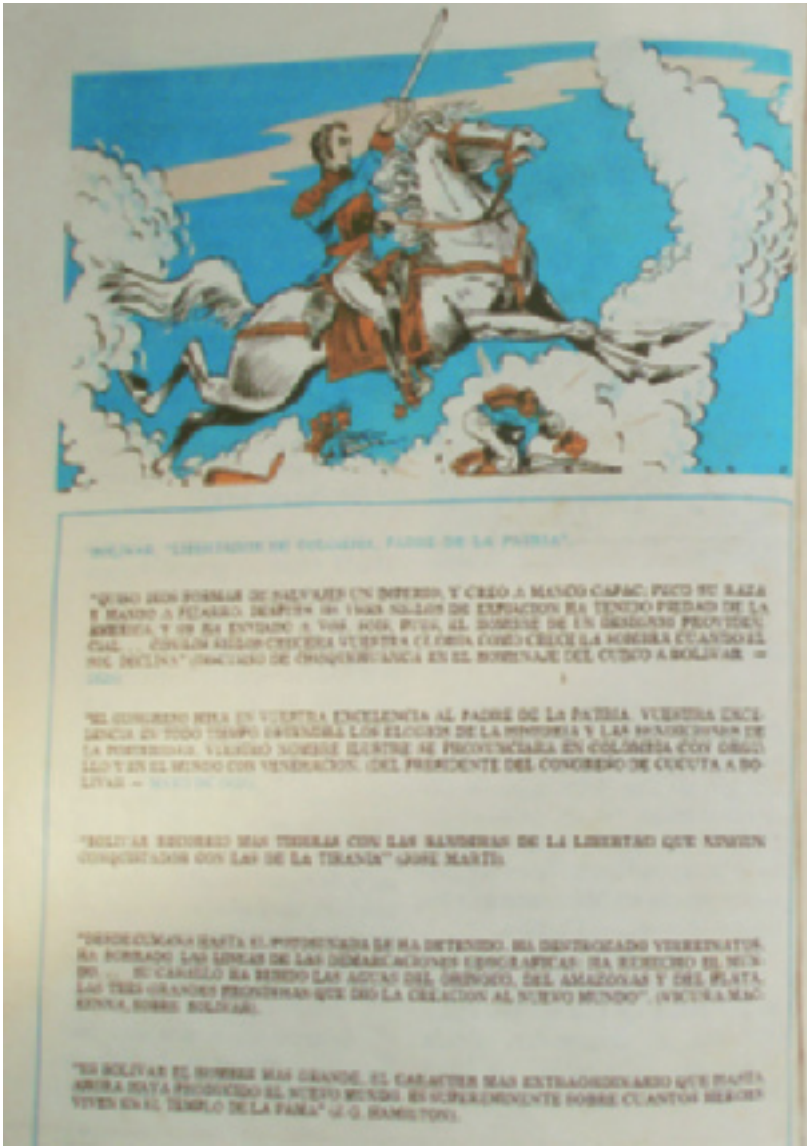 BOLIVAR "LIBERTADOR DE COLOMBIA, PADRE DE LA PATRIA".
"QUISO DIOS FORMAR DE SALVAJES UN IMPERIO, Y CREO A MANCO CAPAC; PECO SU RAZA
Y MANDO A PIZARRO. DESPUES DE TRES SIGLOS DE EXPIACION HA TENIDO PIEDAD DE LA
AMERICA, Y OS HA ENVIADO A VOS. SOIS, PUES, EL HOMBRE DE UN DESIGNIO PROVIDEN
CIAL... CON LOS SIGLOS CRECERA VUESTRA GLORIA COMO CRECE LA SOMBRA CUANDO EL
SOL DECLINA" (DE CHOQUEHUANCA EN EL HOMENAJE DEL CUZCO A BOLIVAR —
"EL CONGRESO MIRA EN VUESTRA EXCELENCIA AL PADRE DE LA PATRIA. VUESTRA EXCE-
LENCIA EN TODO TIEMPO OBTENDRA LOS ELOGIOS DE LA HISTORIA Y LAS BENDICIONES DE
LA POSTERIDAD. VUESTRO NOMBRE ILUSTRE SE PRONUNCIARA EN COLOMBIA CON ORGU-
LLO Y EN EL MUNDO CON VENERACION. (DEL PRESIDENTE DEL CONGRESO DE CUCUTA A BO-
LIVAR —
"BOLIVAR RECORRIO MAS TIERRAS CON LAS BANDERAS DE LA LIBERTAD QUE NINGUN
CONQUISTADOR CON LAS DE LA TIRANIA" (JOSE MARTI).
"DESDE CUMANA HASTA EL POTOSI NADA LE HA DETENIDO. HA DESTROZADO VIRREINATOS,
HA BORRADO LAS LINEAS DE LAS DEMARCACIONES GEOGRAFICAS; HA REHECHO EL MUN-
DO... SU CABALLO HA BEBIDO LAS AGUAS DEL ORINOCO, DEL AMAZONAS Y DEL PLATA,
LAS TRES GRANDES FRONTERAS QUE DIO LA CREACION AL NUEVO MUNDO". (VICUÑA MAC-
KENNA, SOBRE BOLIVAR).
"ES BOLIVAR EL HOMBRE MAS GRANDE, EL CARACTER MAS EXTRAORDINARIO QUE HASTA
AHORA HAYA PRODUCIDO EL NUEVO MUNDO. ES SUPEREMINENTE SOBRE CUANTOS HEROES
VIVEN EN EL TEMPLO DE LA FAMA" (J. G. HAMILTON).